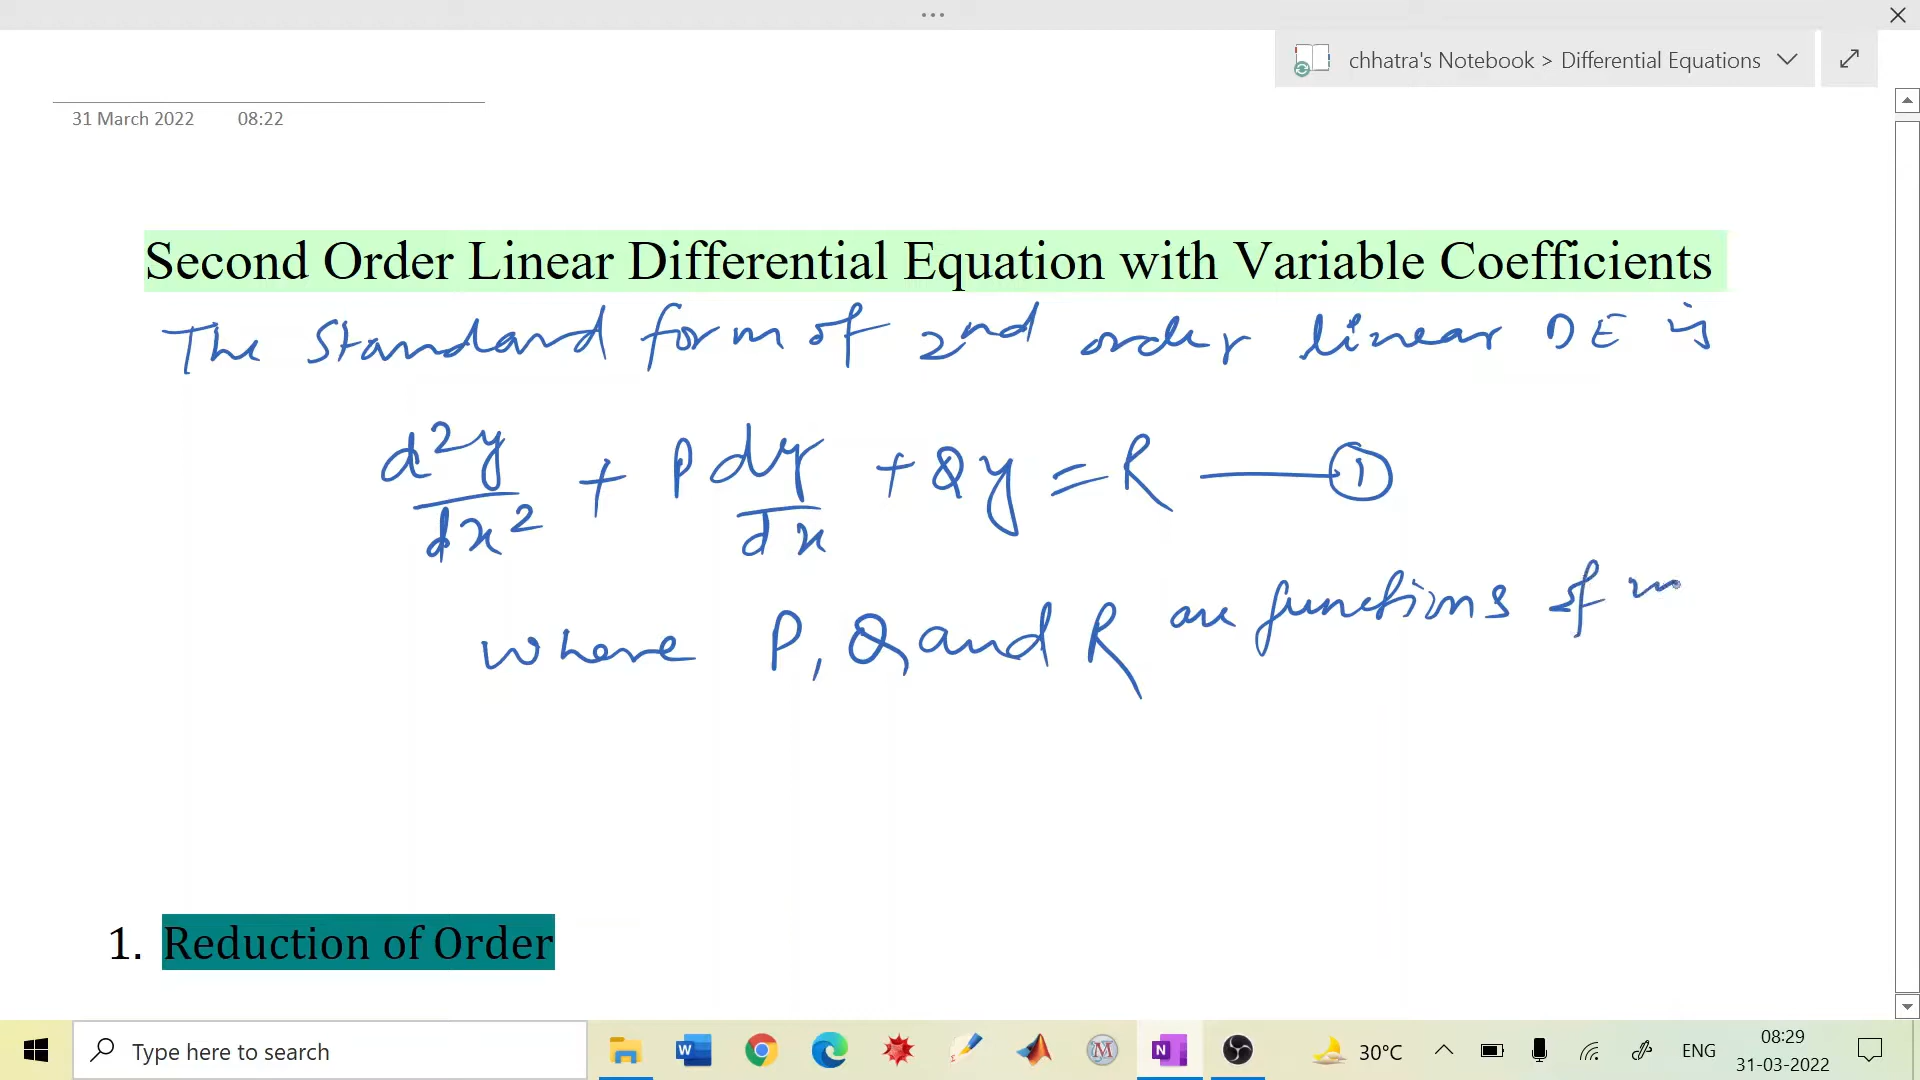 chhatra's Notebook > Differential Equations
31 March 2022 08:22
Second Order Linear Differential Equation with Variable Coefficients
The Standard form of 2nd order linear DE is
d²y/dx² + P dy/dx + Qy = R —— ①
where P, Q and R are functions of
1. Reduction of Order
Type here to search
30°C
ENG
08:29
31-03-2022